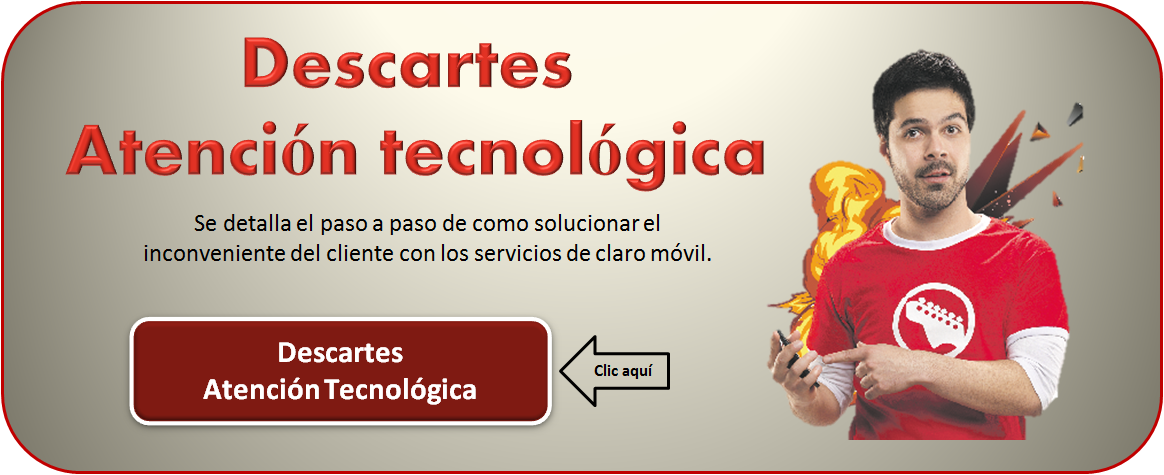 Descartes
Atención tecnológica
Se detalla el paso a paso de como solucionar el
inconveniente del cliente con los servicios de claro móvil.
Descartes
Atención Tecnológica
Clic aquí